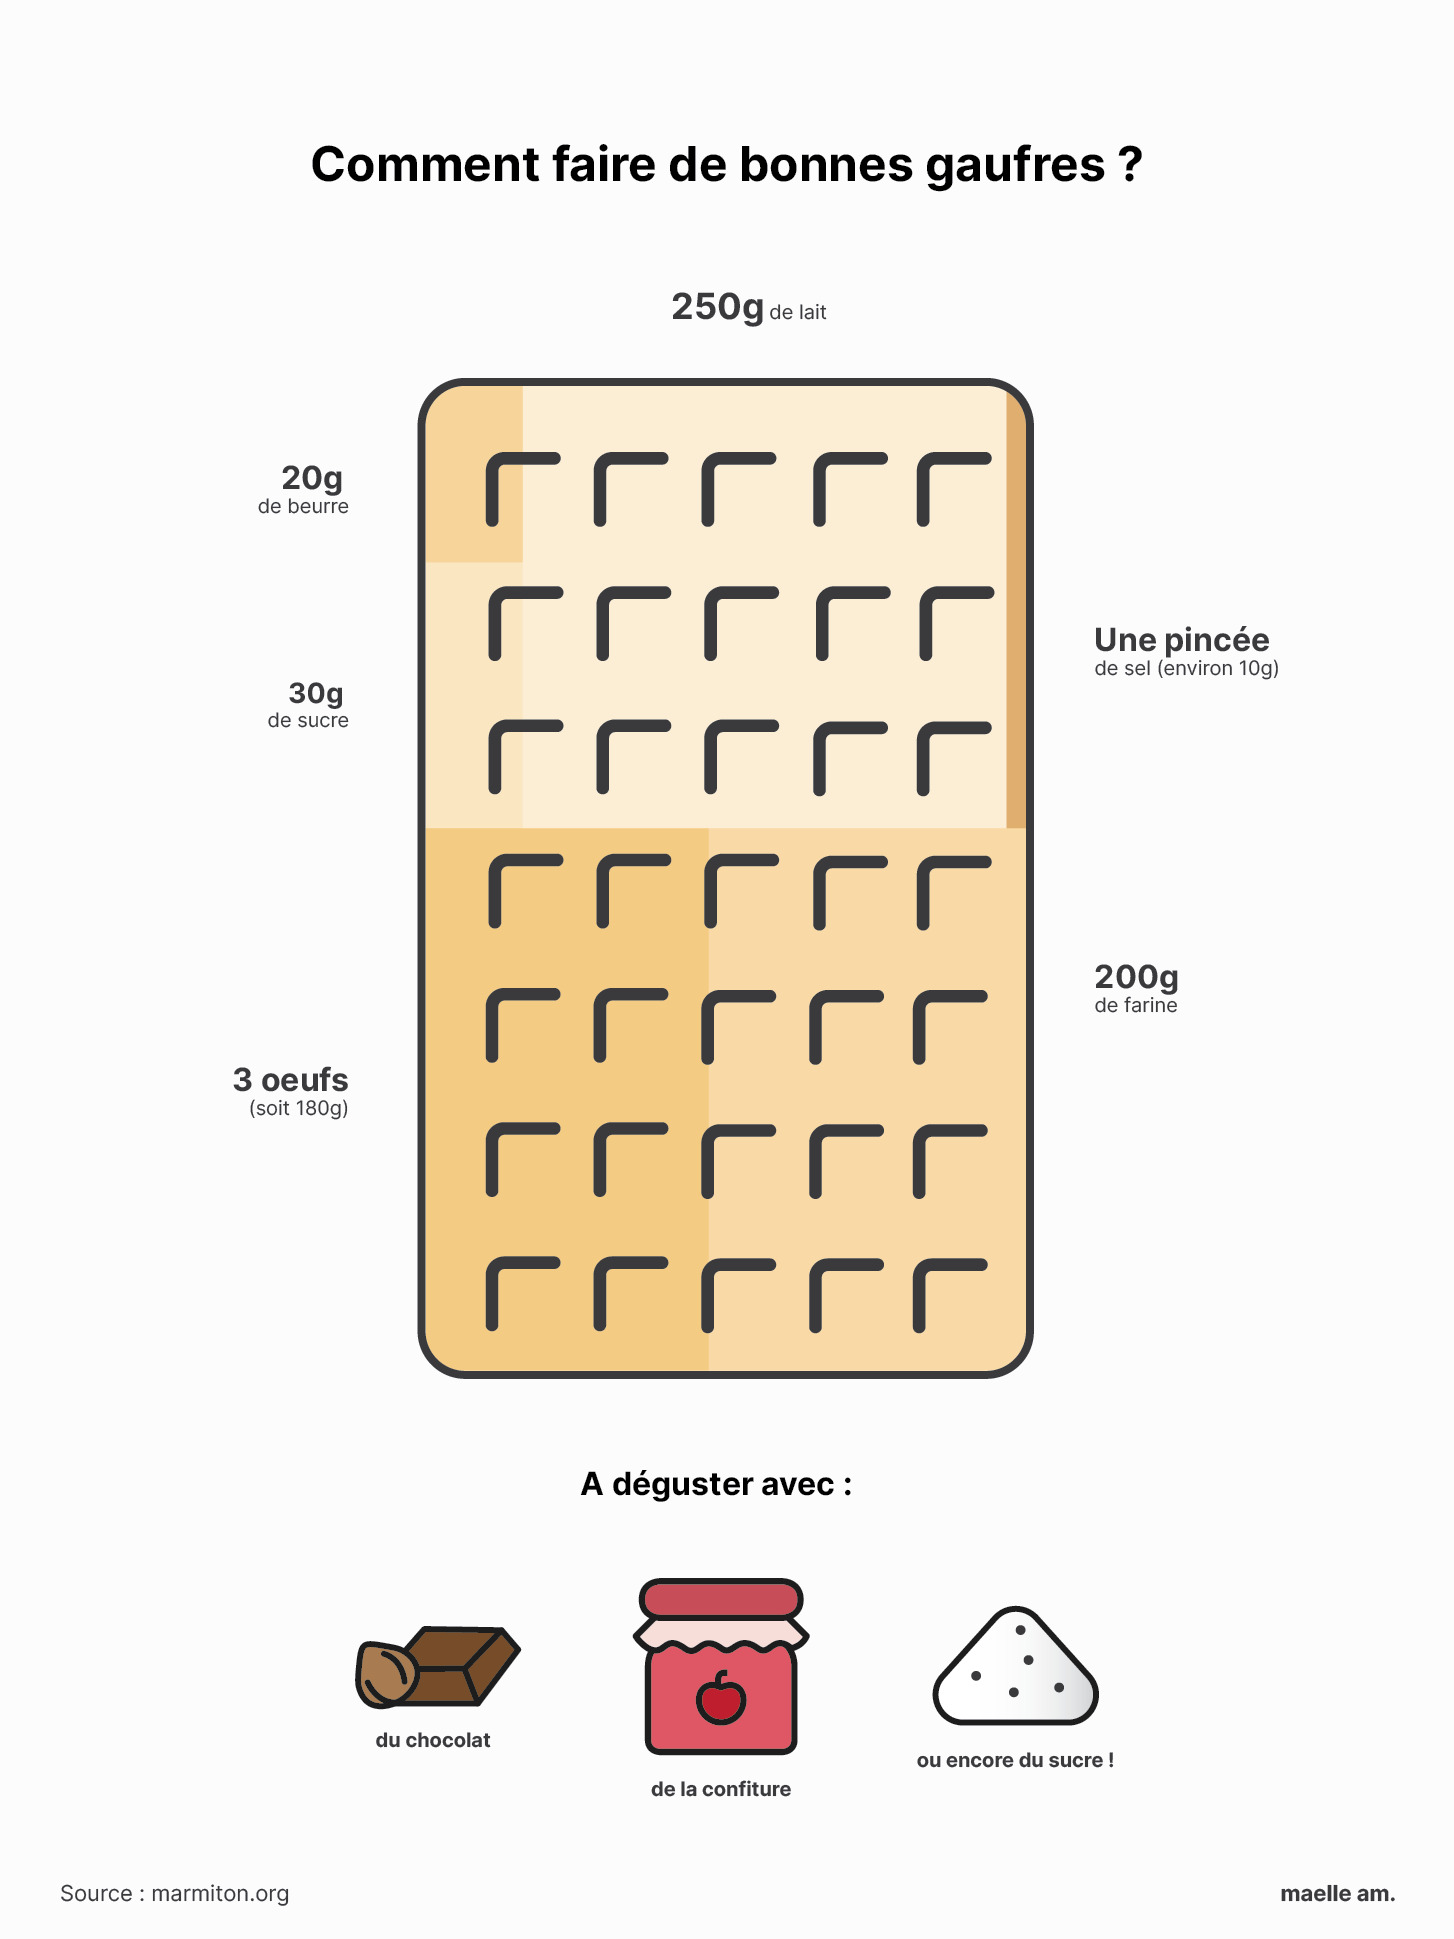 Comment faire de bonnes gaufres ?
250g de lait
20g
de beurre
30g
de sucre
Une pincée
de sel (environ 10g)
200g
de farine
3 oeufs
(soit 180g)
A déguster avec :
du chocolat
de la confiture
ou encore du sucre !
Source : marmiton.org
maelle am.